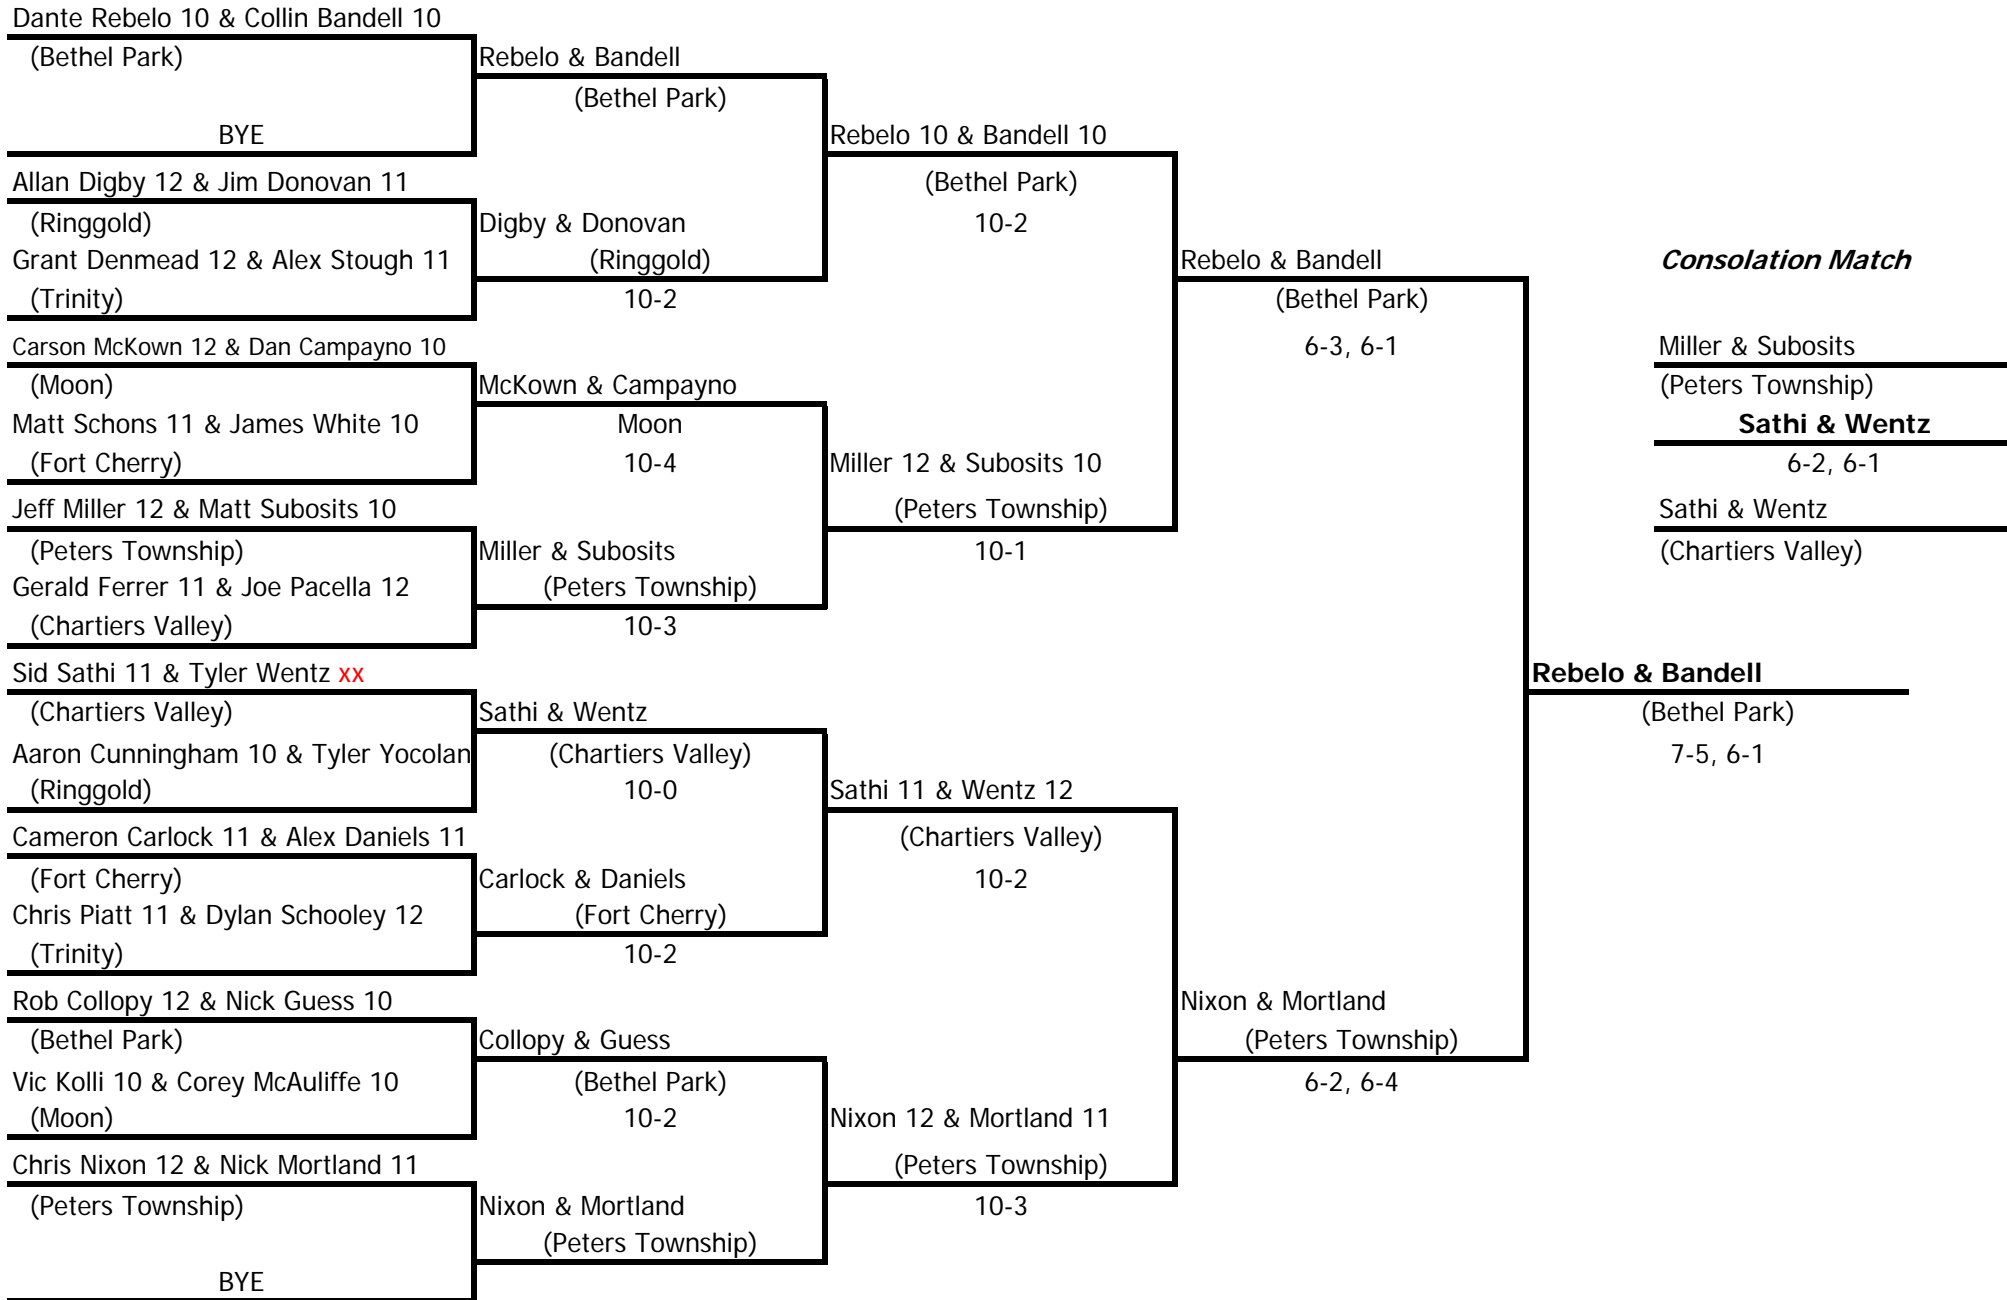 Dante Rebelo 10 & Collin Bandell 10
(Bethel Park)
BYE
Allan Digby 12 & Jim Donovan 11
(Ringgold)
Grant Denmead 12 & Alex Stough 11
(Trinity)
Carson McKown 12 & Dan Campayno 10
(Moon)
Matt Schons 11 & James White 10
(Fort Cherry)
Jeff Miller 12 & Matt Subosits 10
(Peters Township)
Gerald Ferrer 11 & Joe Pacella 12
(Chartiers Valley)
Sid Sathi 11 & Tyler Wentz xx
(Chartiers Valley)
Aaron Cunningham 10 & Tyler Yocolan
(Ringgold)
Cameron Carlock 11 & Alex Daniels 11
(Fort Cherry)
Chris Piatt 11 & Dylan Schooley 12
(Trinity)
Rob Collopy 12 & Nick Guess 10
(Bethel Park)
Vic Kolli 10 & Corey McAuliffe 10
(Moon)
Chris Nixon 12 & Nick Mortland 11
(Peters Township)
BYE
Rebelo & Bandell
(Bethel Park)
Digby & Donovan
(Ringgold)
10-2
McKown & Campayno
Moon
10-4
Miller & Subosits
(Peters Township)
10-3
Sathi & Wentz
(Chartiers Valley)
10-0
Carlock & Daniels
(Fort Cherry)
10-2
Collopy & Guess
(Bethel Park)
10-2
Nixon & Mortland
(Peters Township)
Rebelo 10 & Bandell 10
(Bethel Park)
10-2
Miller 12 & Subosits 10
(Peters Township)
10-1
Sathi 11 & Wentz 12
(Chartiers Valley)
10-2
Nixon 12 & Mortland 11
(Peters Township)
10-3
Rebelo & Bandell
(Bethel Park)
6-3, 6-1
Nixon & Mortland
(Peters Township)
6-2, 6-4
Rebelo & Bandell
(Bethel Park)
7-5, 6-1
Consolation Match
Miller & Subosits
(Peters Township)
Sathi & Wentz
6-2, 6-1
Sathi & Wentz
(Chartiers Valley)